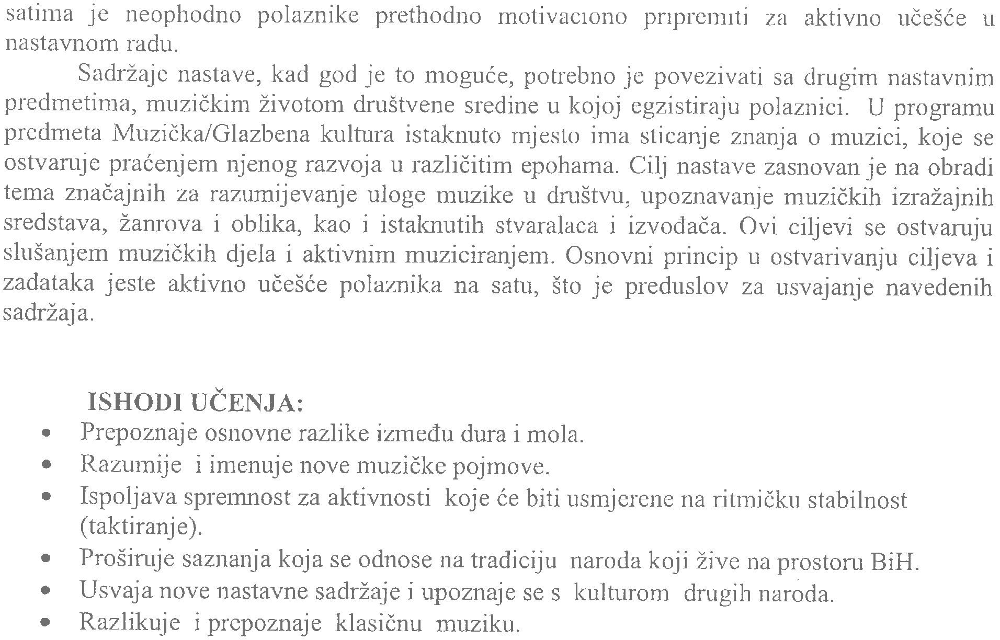 satima je neophodno polaznike prethodno motivaciono pripremiti za aktivno učešće u
nastavnom radu.
Sadržaje nastave, kad god je to moguće, potrebno je povezivati sa drugim nastavnim
predmetima, muzičkim životom društvene sredine u kojoj egzistiraju polaznici. U programu
predmeta Muzička/Glazbena kultura istaknuto mjesto ima sticanje znanja o muzici, koje se
ostvaruje praćenjem njenog razvoja u različitim epohama. Cilj nastave zasnovan je na obradi
tema značajnih za razumijevanje uloge muzike u društvu, upoznavanje muzičkih izražajnih
sredstava, žanrova i oblika, kao i istaknutih stvaralaca i izvođača. Ovi ciljevi se ostvaruju
slušanjem muzičkih djela i aktivnim muziciranjem. Osnovni princip u ostvarivanju ciljeva i
zadataka jeste aktivno učešće polaznika na satu, što je preduslov za usvajanje navedenih
sadržaja.
ISHODI UČENJA:
• Prepoznaje osnovne razlike između dura i mola.
• Razumije i imenuje nove muzičke pojmove.
• Ispoljava spremnost za aktivnosti koje će biti usmjerene na ritmičku stabilnost
(taktiranje).
• Proširuje saznanja koja se odnose na tradiciju naroda koji žive na prostoru BiH.
• Usvaja nove nastavne sadržaje i upoznaje se s kulturom drugih naroda.
• Razlikuje i prepoznaje klasičnu muziku.